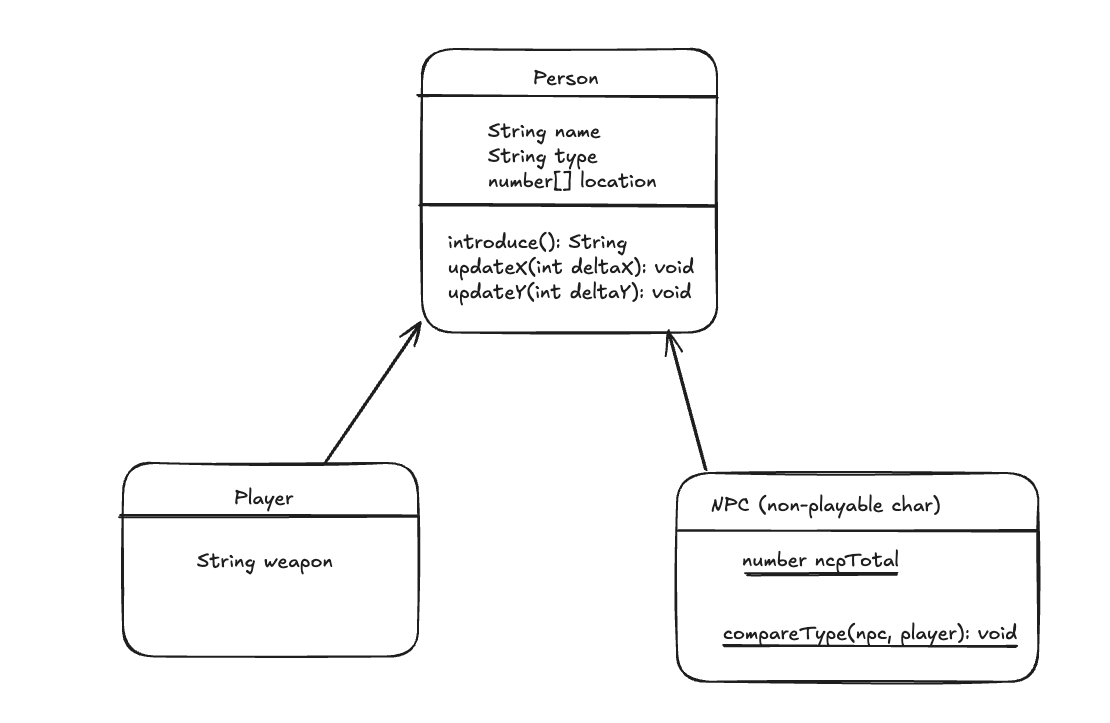 Person
String name
String type
number[] location
introduce(): String
updateX(int deltaX): void
updateY(int deltaY): void
Player
String weapon
NPC (non-playable char)
number ncpTotal
compareType(npc, player): void